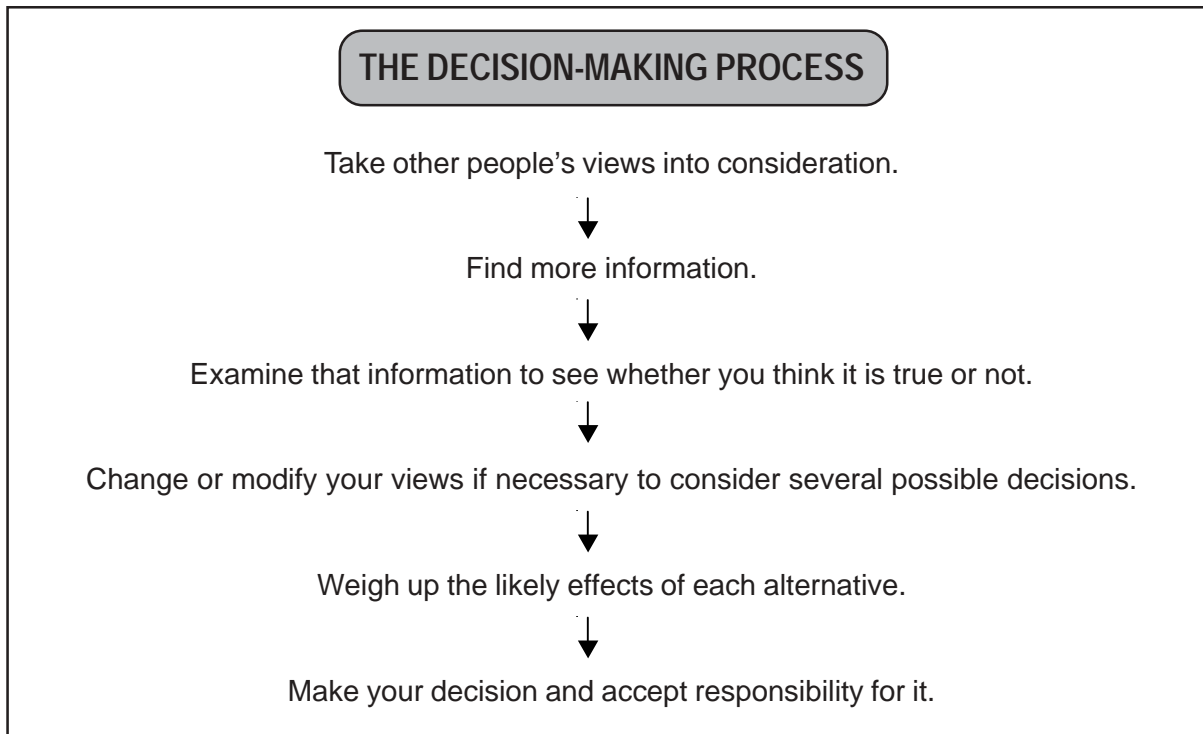 THE DECISION-MAKING PROCESS
Take other people's views into consideration.
Find more information.
Examine that information to see whether you think it is true or not.
Change or modify your views if necessary to consider several possible decisions.
Weigh up the likely effects of each alternative.
Make your decision and accept responsibility for it.